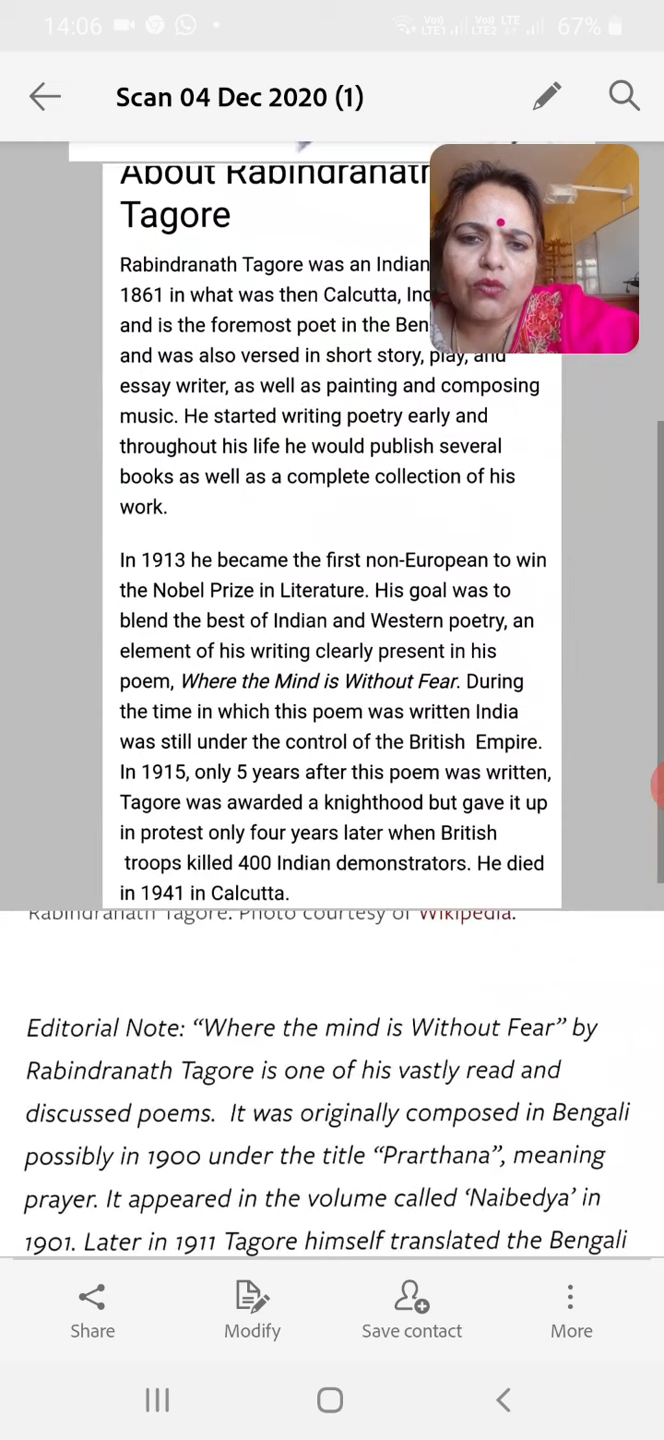 14:06
Vo) LTE1 Vo) LTE2 LTE 67%
Scan 04 Dec 2020 (1)
About Rabindranath
Tagore
Rabindranath Tagore was an Indian
1861 in what was then Calcutta,
and is the foremost poet in the
and was also versed in short story, play, and
essay writer, as well as painting and composing
music. He started writing poetry early and
throughout his life he would publish several
books as well as a complete collection of his
work.
In 1913 he became the first non-European to win
the Nobel Prize in Literature. His goal was to
blend the best of Indian and Western poetry, an
element of his writing clearly present in his
poem, Where the Mind is Without Fear. During
the time in which this poem was written India
was still under the control of the British Empire.
In 1915, only 5 years after this poem was written,
Tagore was awarded a knighthood but gave it up
in protest only four years later when British
troops killed 400 Indian demonstrators. He died
in 1941 in Calcutta.
Rabindranath Tagore. Photo courtesy of Wikipedia.
Editorial Note: “Where the mind is Without Fear” by
Rabindranath Tagore is one of his vastly read and
discussed poems. It was originally composed in Bengali
possibly in 1900 under the title “Prarthana”, meaning
prayer. It appeared in the volume called ‘Naibedya’ in
1901. Later in 1911 Tagore himself translated the Bengali
Share Modify Save contact More